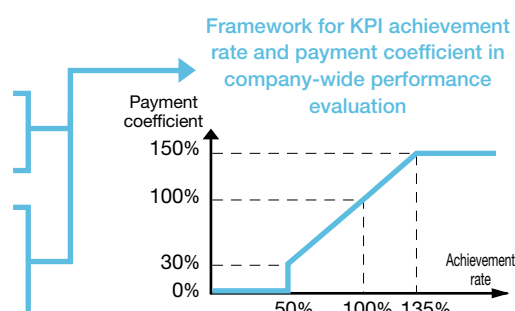 Framework for KPI achievement
rate and payment coefficient in
company-wide performance
evaluation
Payment
coefficient
150%
100%
30%
0%
Achievement
rate
50% 100% 135%